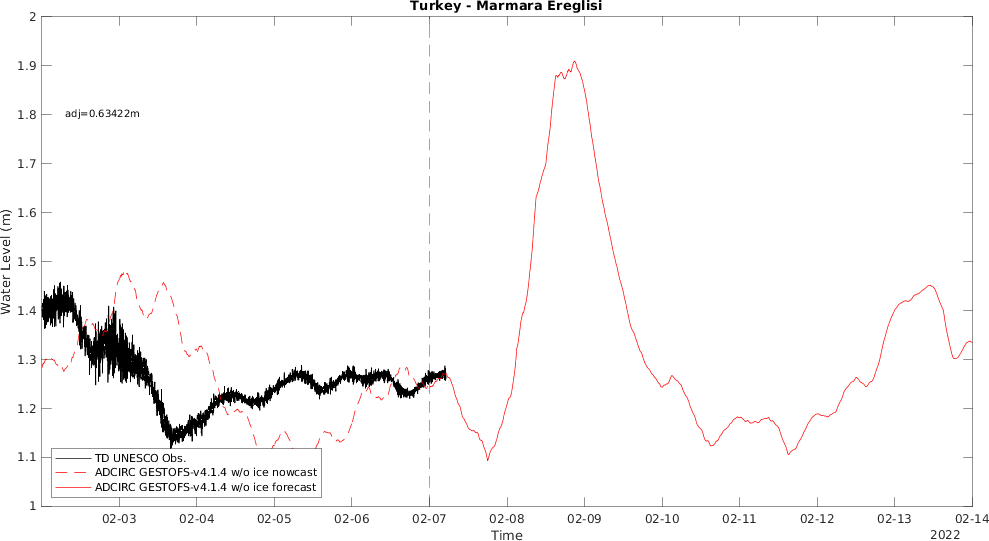 Turkey - Marmara Ereglisi
2
1.9
1.8
1.7
1.6
1.5
1.4
1.3
1.2
1.1
1
Water Level (m)
adj=0.63422m
TD UNESCO Obs.
ADCIRC GESTOFS-v4.1.4 w/o ice nowcast
ADCIRC GESTOFS-v4.1.4 w/o ice forecast
02-03 02-04 02-05 02-06 02-07 02-08 02-09 02-10 02-11 02-12 02-13 02-14
Time
2022